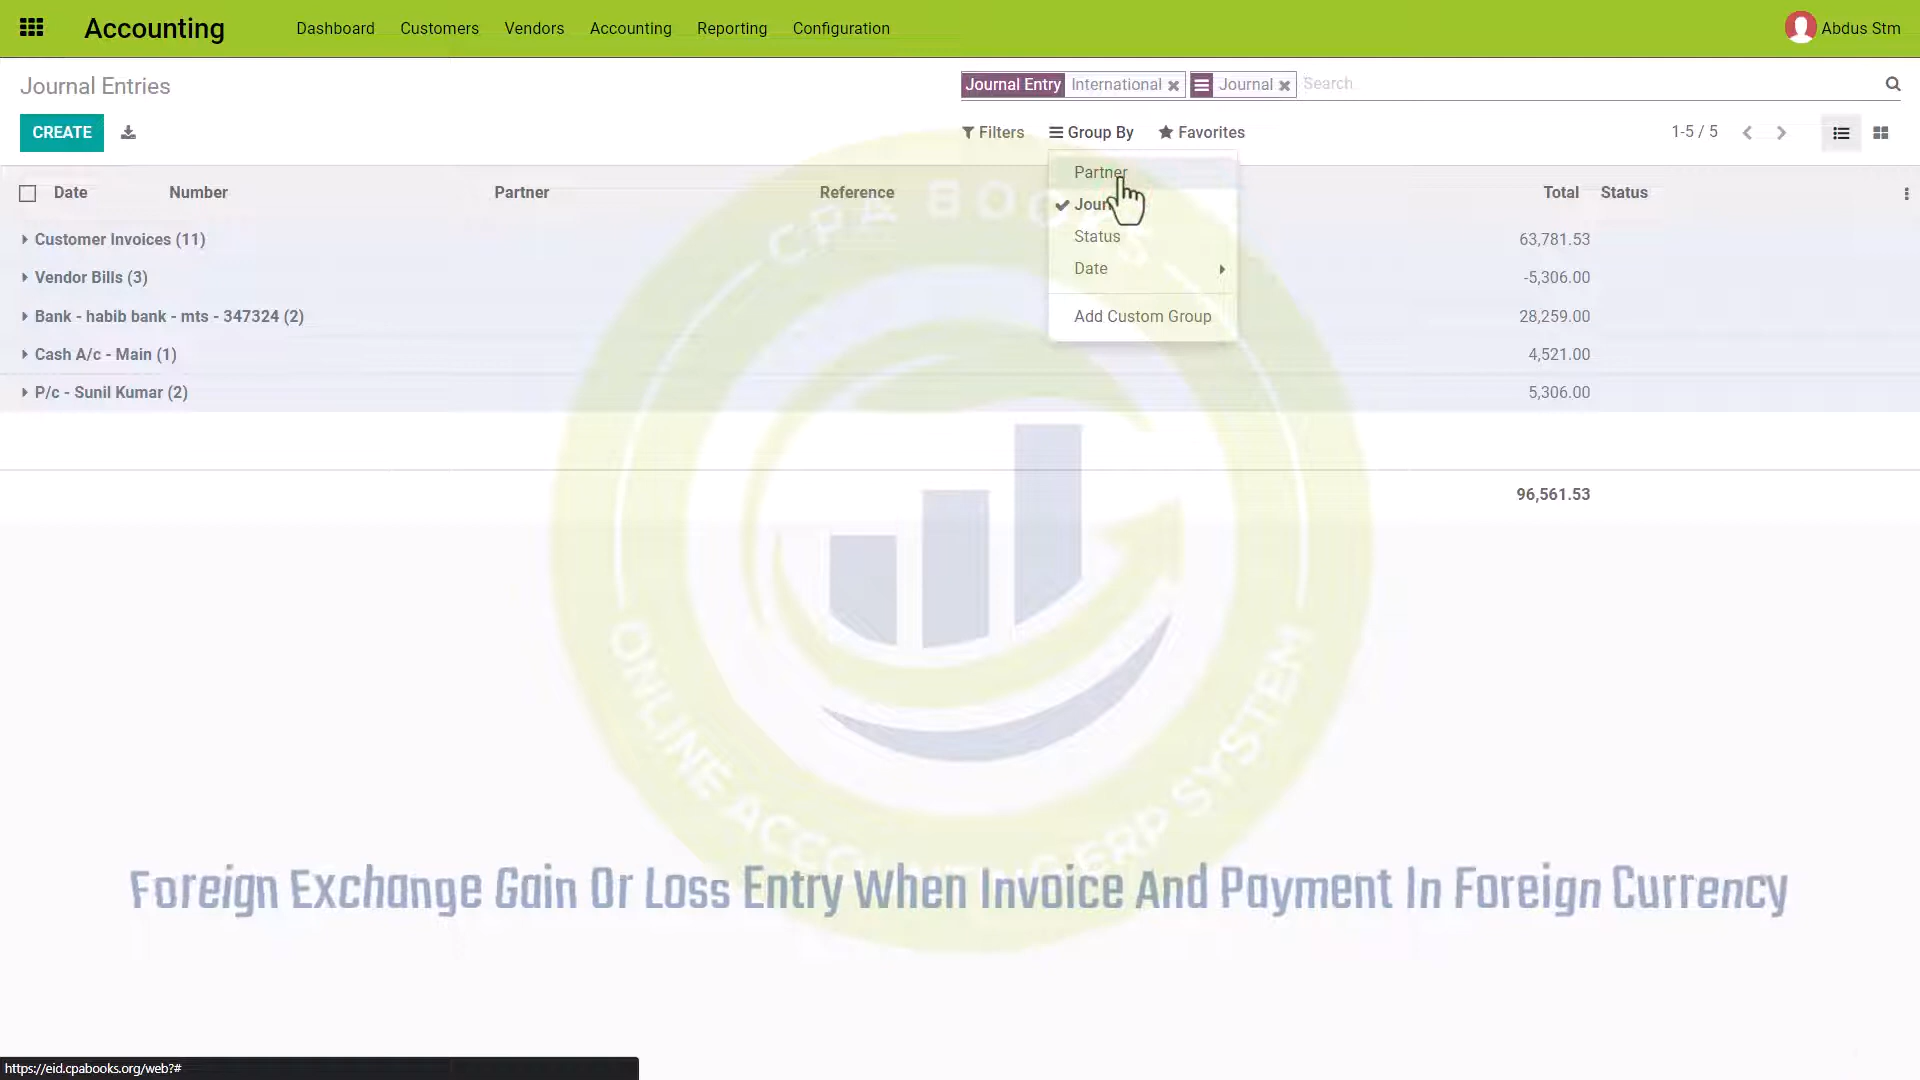 Accounting
Dashboard Customers Vendors Accounting Reporting Configuration
Abdus Stm
Journal Entries
Journal Entry International Journal Search
CREATE
Filters Group By Favorites
1-5 / 5
Partner
Status
Date
Add Custom Group
Date Number Partner Reference Total Status
Customer Invoices (11) 63,781.53
Vendor Bills (3) -5,306.00
Bank - habib bank - mts - 347324 (2) 28,259.00
Cash A/c - Main (1) 4,521.00
P/c - Sunil Kumar (2) 5,306.00
96,561.53
ONLINE ACCOUNTING ERP SYSTEM
Foreign Exchange Gain Or Loss Entry When Invoice And Payment In Foreign Currency
https://eid.cpabooks.org/web?#